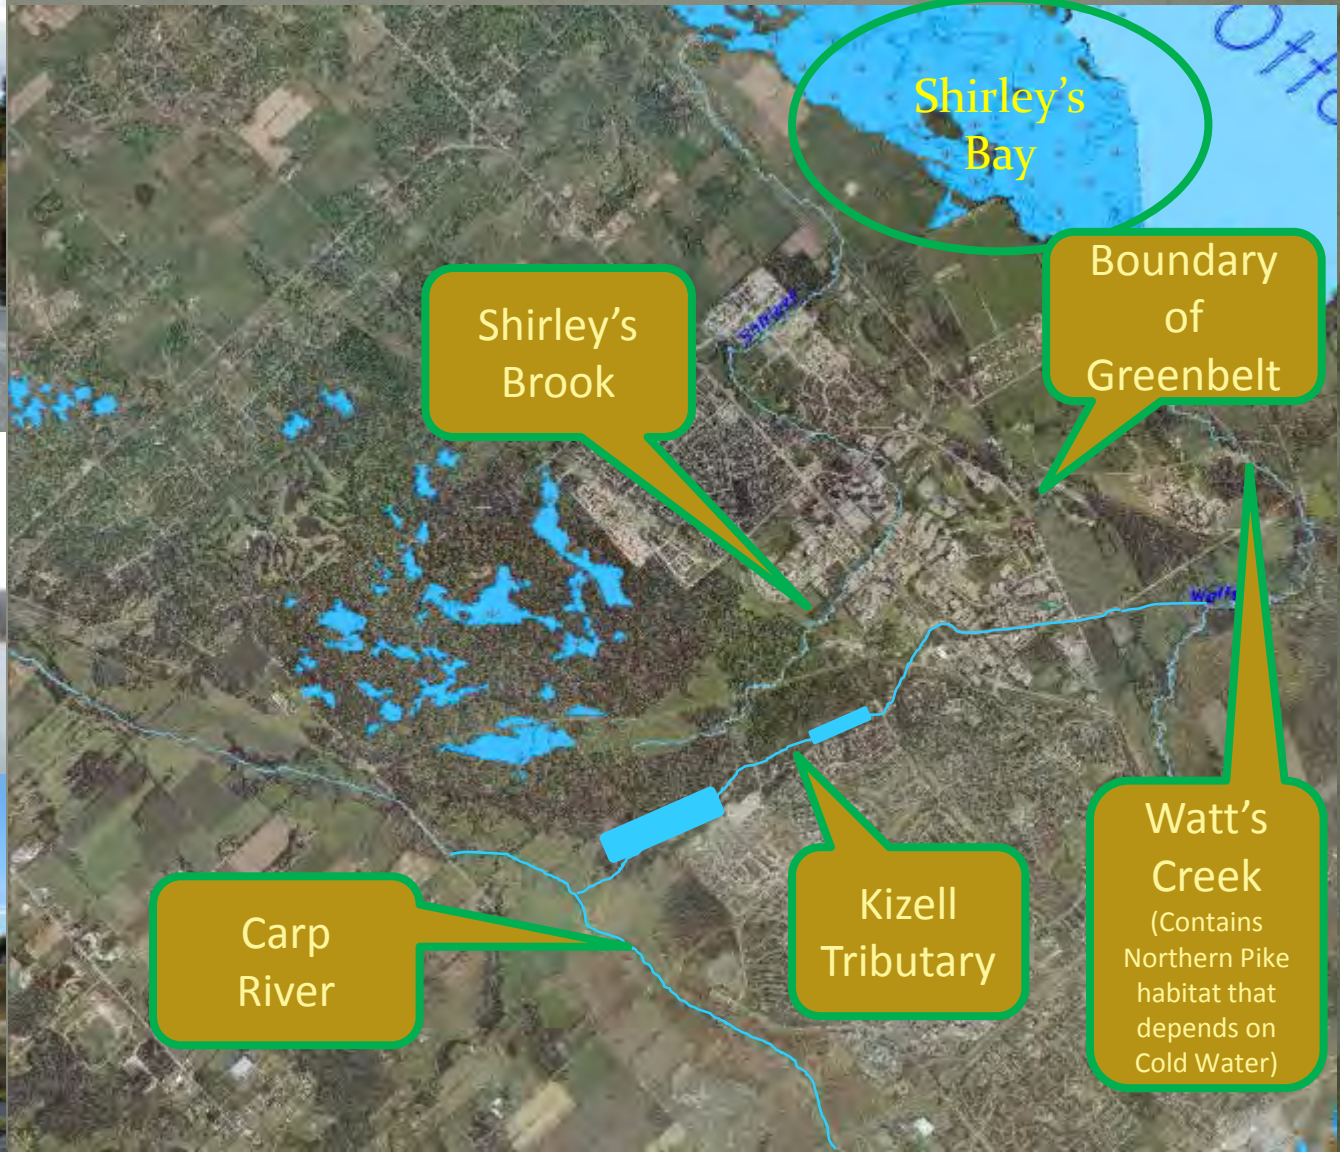 Shirley's
Bay
Boundary
of
Greenbelt
Shirley's
Brook
Watt's
Creek
(Contains
Northern Pike
habitat that
depends on
Cold Water)
Kizell
Tributary
Carp
River